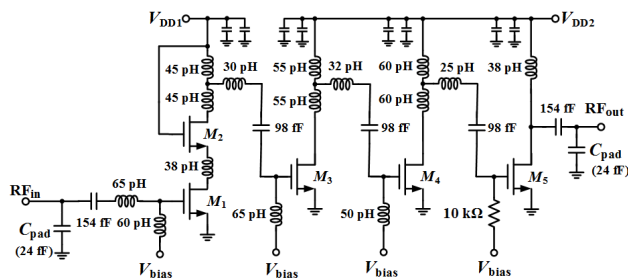 VDD1
VDD2
45 pH
30 pH
55 pH
32 pH
60 pH
25 pH
38 pH
45 pH
55 pH
60 pH
154 fF
RFout
M2
98 fF
98 fF
98 fF
Cpad
(24 fF)
38 pH
RFin
65 pH
M1
M3
M4
M5
Cpad
(24 fF)
154 fF
60 pH
65 pH
50 pH
10 kΩ
Vbias
Vbias
Vbias
Vbias